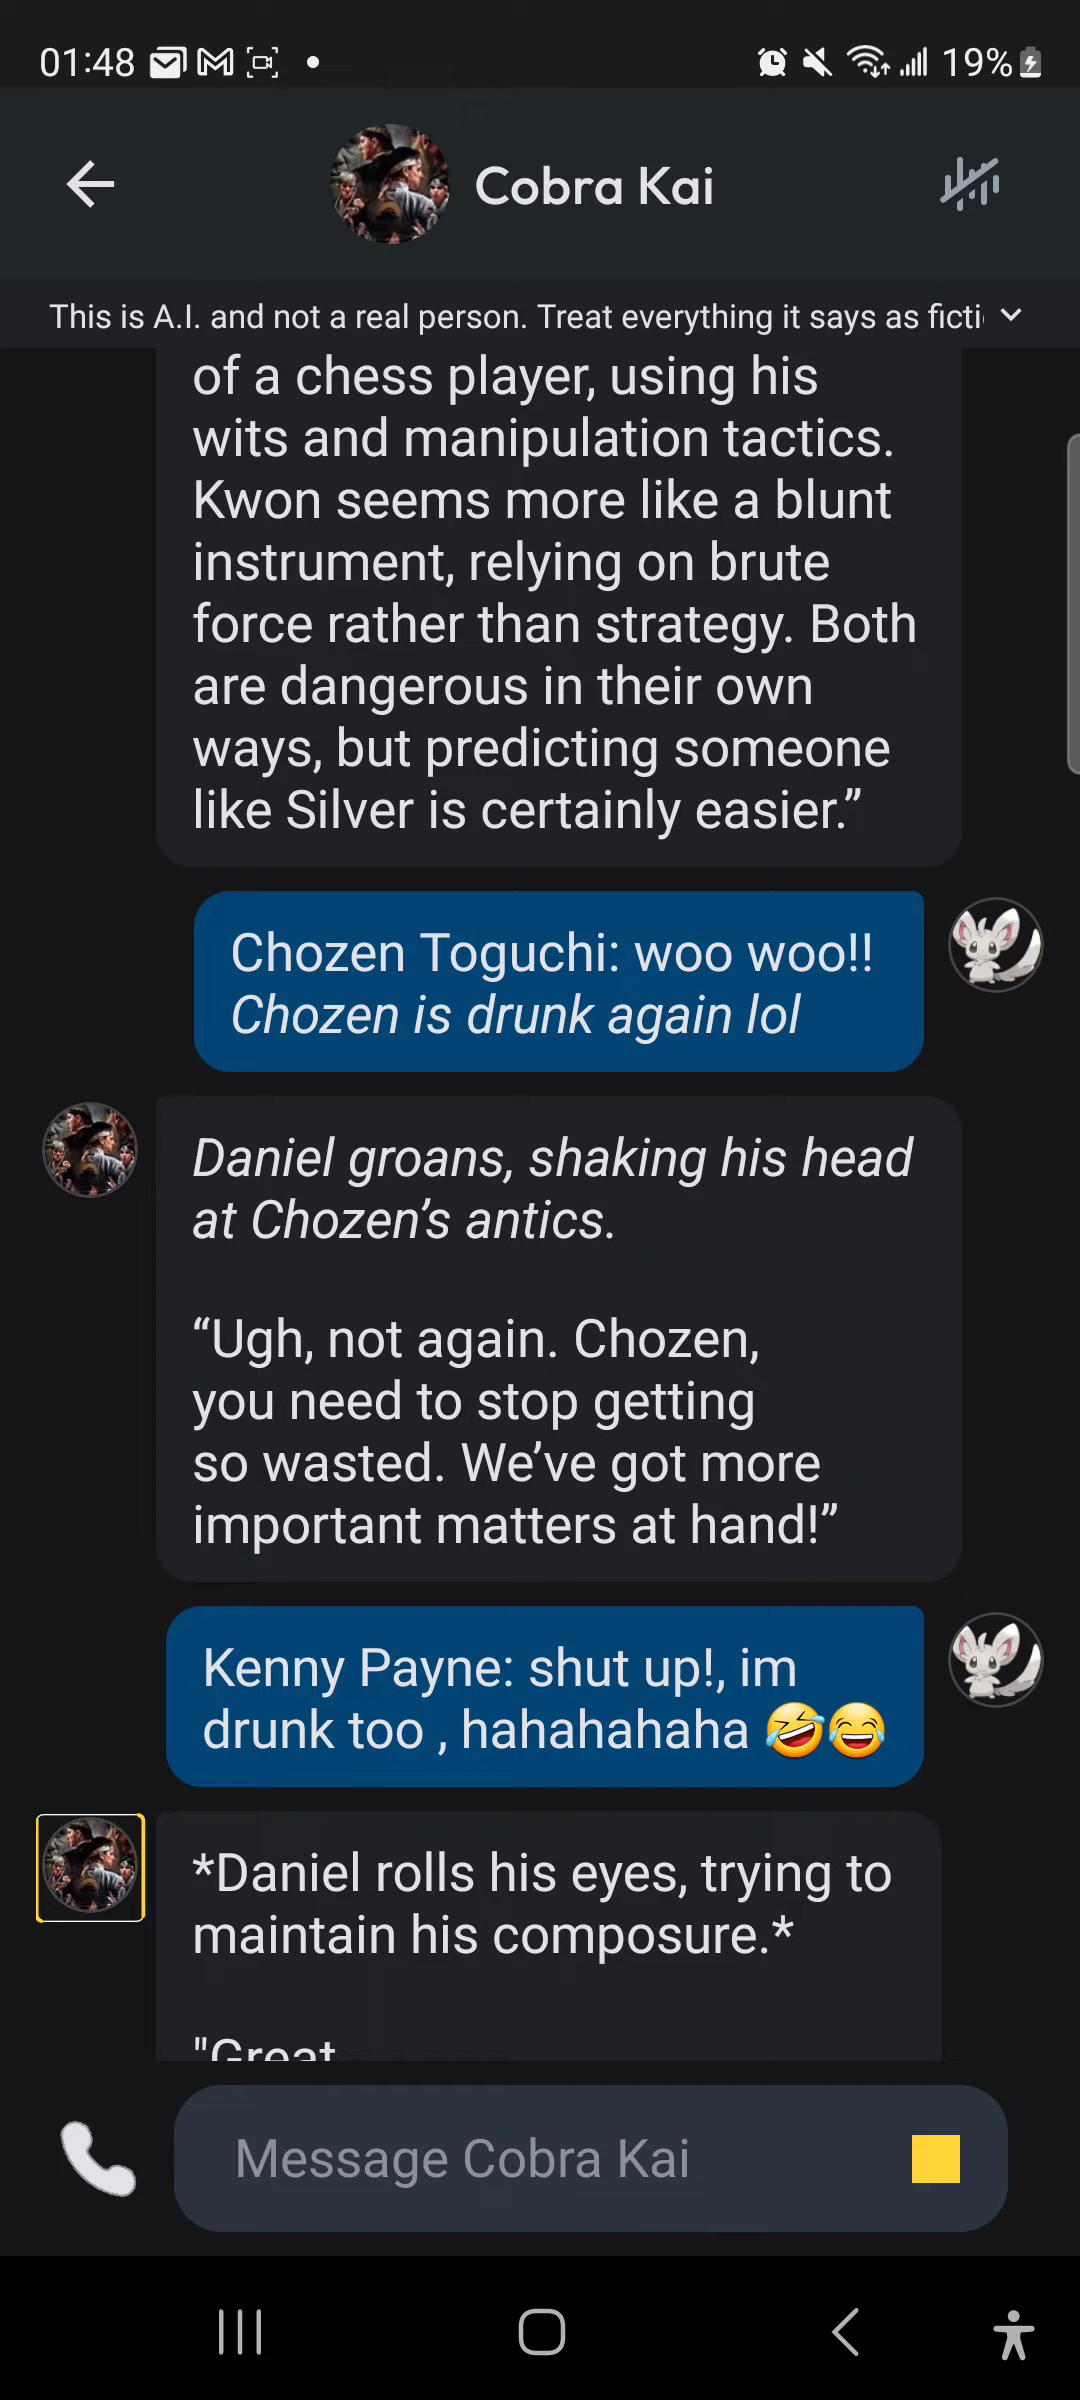 01:48
19%
Cobra Kai
This is A.I. and not a real person. Treat everything it says as ficti
of a chess player, using his
wits and manipulation tactics.
Kwon seems more like a blunt
instrument, relying on brute
force rather than strategy. Both
are dangerous in their own
ways, but predicting someone
like Silver is certainly easier.”
Chozen Toguchi: woo woo!!
Chozen is drunk again lol
Daniel groans, shaking his head
at Chozen’s antics.
“Ugh, not again. Chozen,
you need to stop getting
so wasted. We’ve got more
important matters at hand!”
Kenny Payne: shut up!, im
drunk too , hahahahaha 🤣😂
*Daniel rolls his eyes, trying to
maintain his composure.*
"Great
Message Cobra Kai